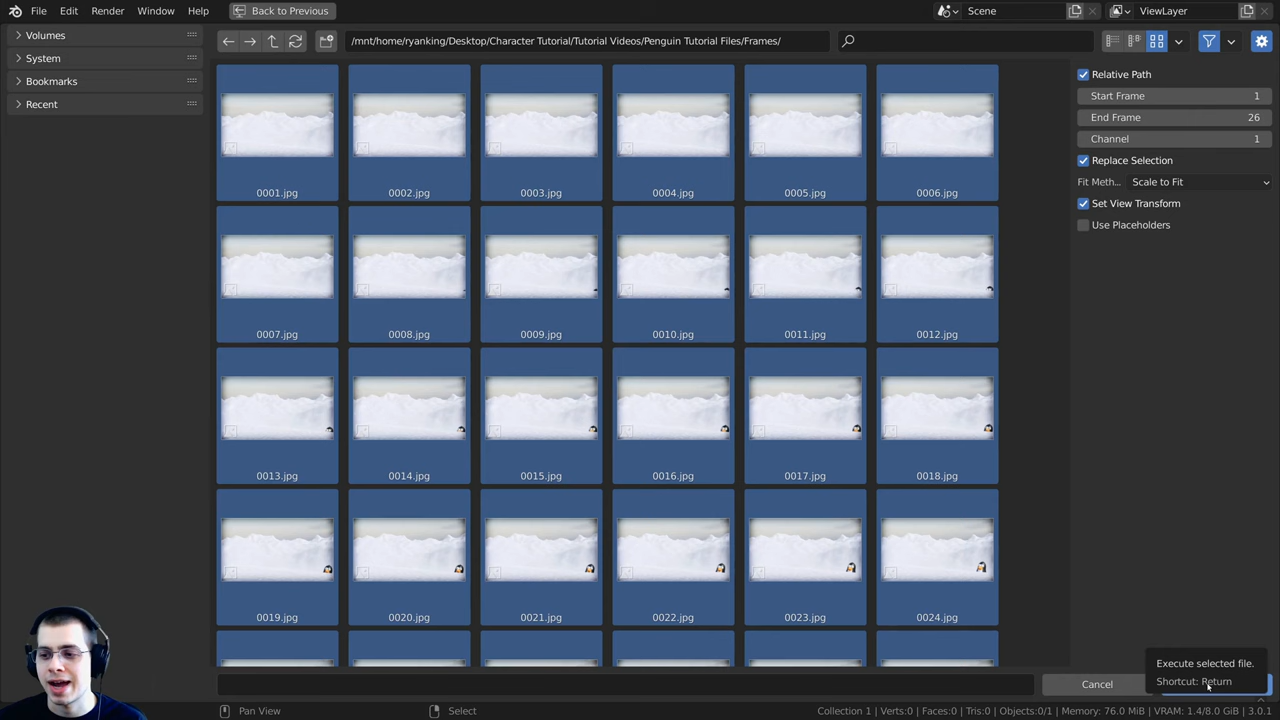 File Edit Render Window Help Back to Previous Scene ViewLayer
Volumes
System
Bookmarks
Recent
/mnt/home/ryanking/Desktop/Character Tutorial/Tutorial Videos/Penguin Tutorial Files/Frames/
0001.jpg 0002.jpg 0003.jpg 0004.jpg 0005.jpg 0006.jpg
0007.jpg 0008.jpg 0009.jpg 0010.jpg 0011.jpg 0012.jpg
0013.jpg 0014.jpg 0015.jpg 0016.jpg 0017.jpg 0018.jpg
0019.jpg 0020.jpg 0021.jpg 0022.jpg 0023.jpg 0024.jpg
Relative Path
Start Frame 1
End Frame 26
Channel 1
Replace Selection
Fit Meth... Scale to Fit
Set View Transform
Use Placeholders
Execute selected file.
Shortcut: Return
Cancel
Pan View Select Collection 1 | Verts:0 | Faces:0 | Tris:0 | Objects:0/1 | Memory: 76.0 MiB | VRAM: 1.4/8.0 GiB | 3.0.1